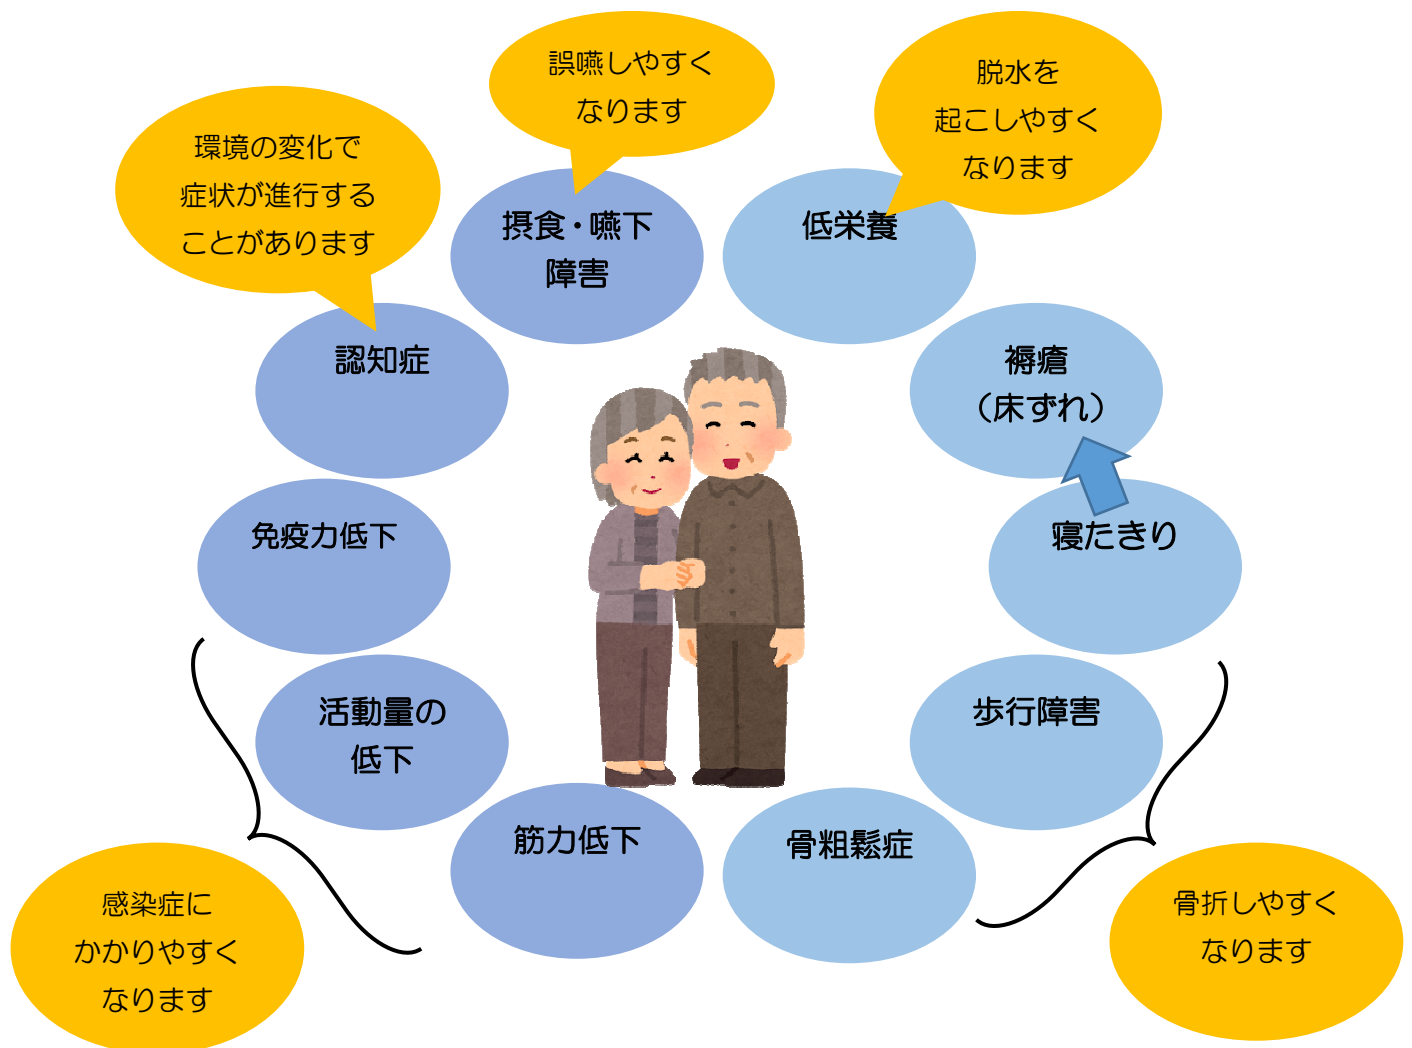 誤嚥しやすく
なります
脱水を
起こしやすく
なります
環境の変化で
症状が進行する
ことがあります
摂食・嚥下
障害
低栄養
認知症
褥瘡
（床ずれ）
免疫力低下
寝たきり
活動量の
低下
歩行障害
筋力低下
骨粗鬆症
感染症に
かかりやすく
なります
骨折しやすく
なります